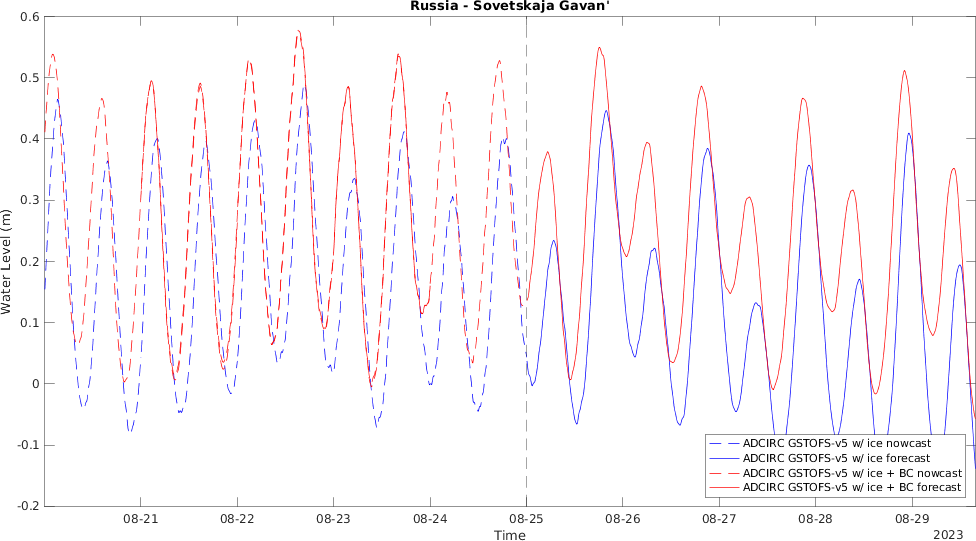 Russia - Sovetskaja Gavan'
0.6
0.5
0.4
0.3
0.2
0.1
0
-0.1
-0.2
Water Level (m)
ADCIRC GSTOFS-v5 w/ ice nowcast
ADCIRC GSTOFS-v5 w/ ice forecast
ADCIRC GSTOFS-v5 w/ ice + BC nowcast
ADCIRC GSTOFS-v5 w/ ice + BC forecast
08-21 08-22 08-23 08-24 08-25 08-26 08-27 08-28 08-29
Time
2023